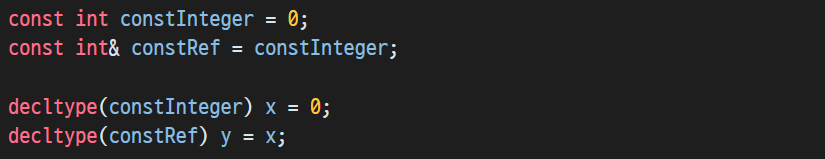 const int constInteger = 0;
const int& constRef = constInteger;
decltype(constInteger) x = 0;
decltype(constRef) y = x;